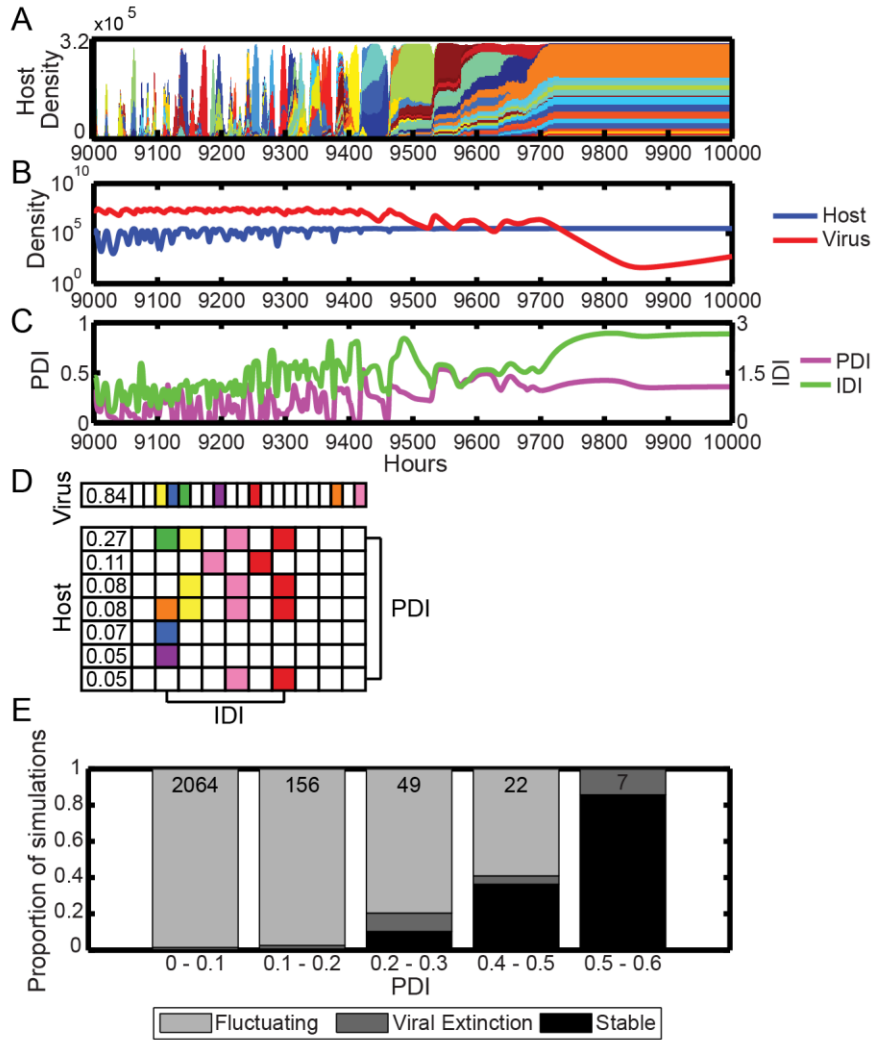 A
x10 5
3.2
0
Host
Density
9000 9100 9200 9300 9400 9500 9600 9700 9800 9900 10000
B
10 10
10 5
10 0
Density
9000 9100 9200 9300 9400 9500 9600 9700 9800 9900 10000
Host
Virus
C
1
0.5
0
PDI
3
1.5
0
IDI
PDI
IDI
9000 9100 9200 9300 9400 9500 9600 9700 9800 9900 10000
Hours
D
Virus
0.84
Host
0.27
0.11
0.08
0.08
0.07
0.05
0.05
PDI
IDI
E
Proportion of simulations
1
0.8
0.6
0.4
0.2
0
2064 156 49 22 7
0 - 0.1 0.1 - 0.2 0.2 - 0.3 0.4 - 0.5 0.5 - 0.6
PDI
Fluctuating Viral Extinction Stable